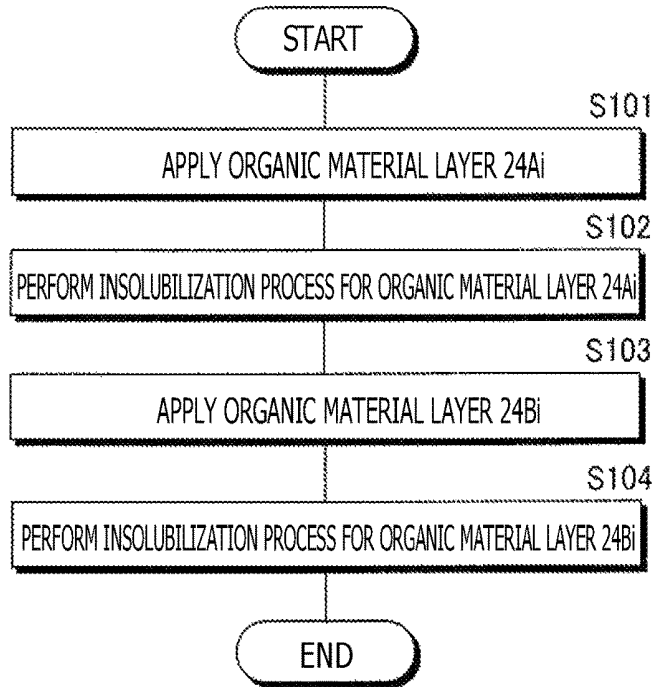 START
S101
APPLY ORGANIC MATERIAL LAYER 24Ai
S102
PERFORM INSOLUBILIZATION PROCESS FOR ORGANIC MATERIAL LAYER 24Ai
S103
APPLY ORGANIC MATERIAL LAYER 24Bi
S104
PERFORM INSOLUBILIZATION PROCESS FOR ORGANIC MATERIAL LAYER 24Bi
END